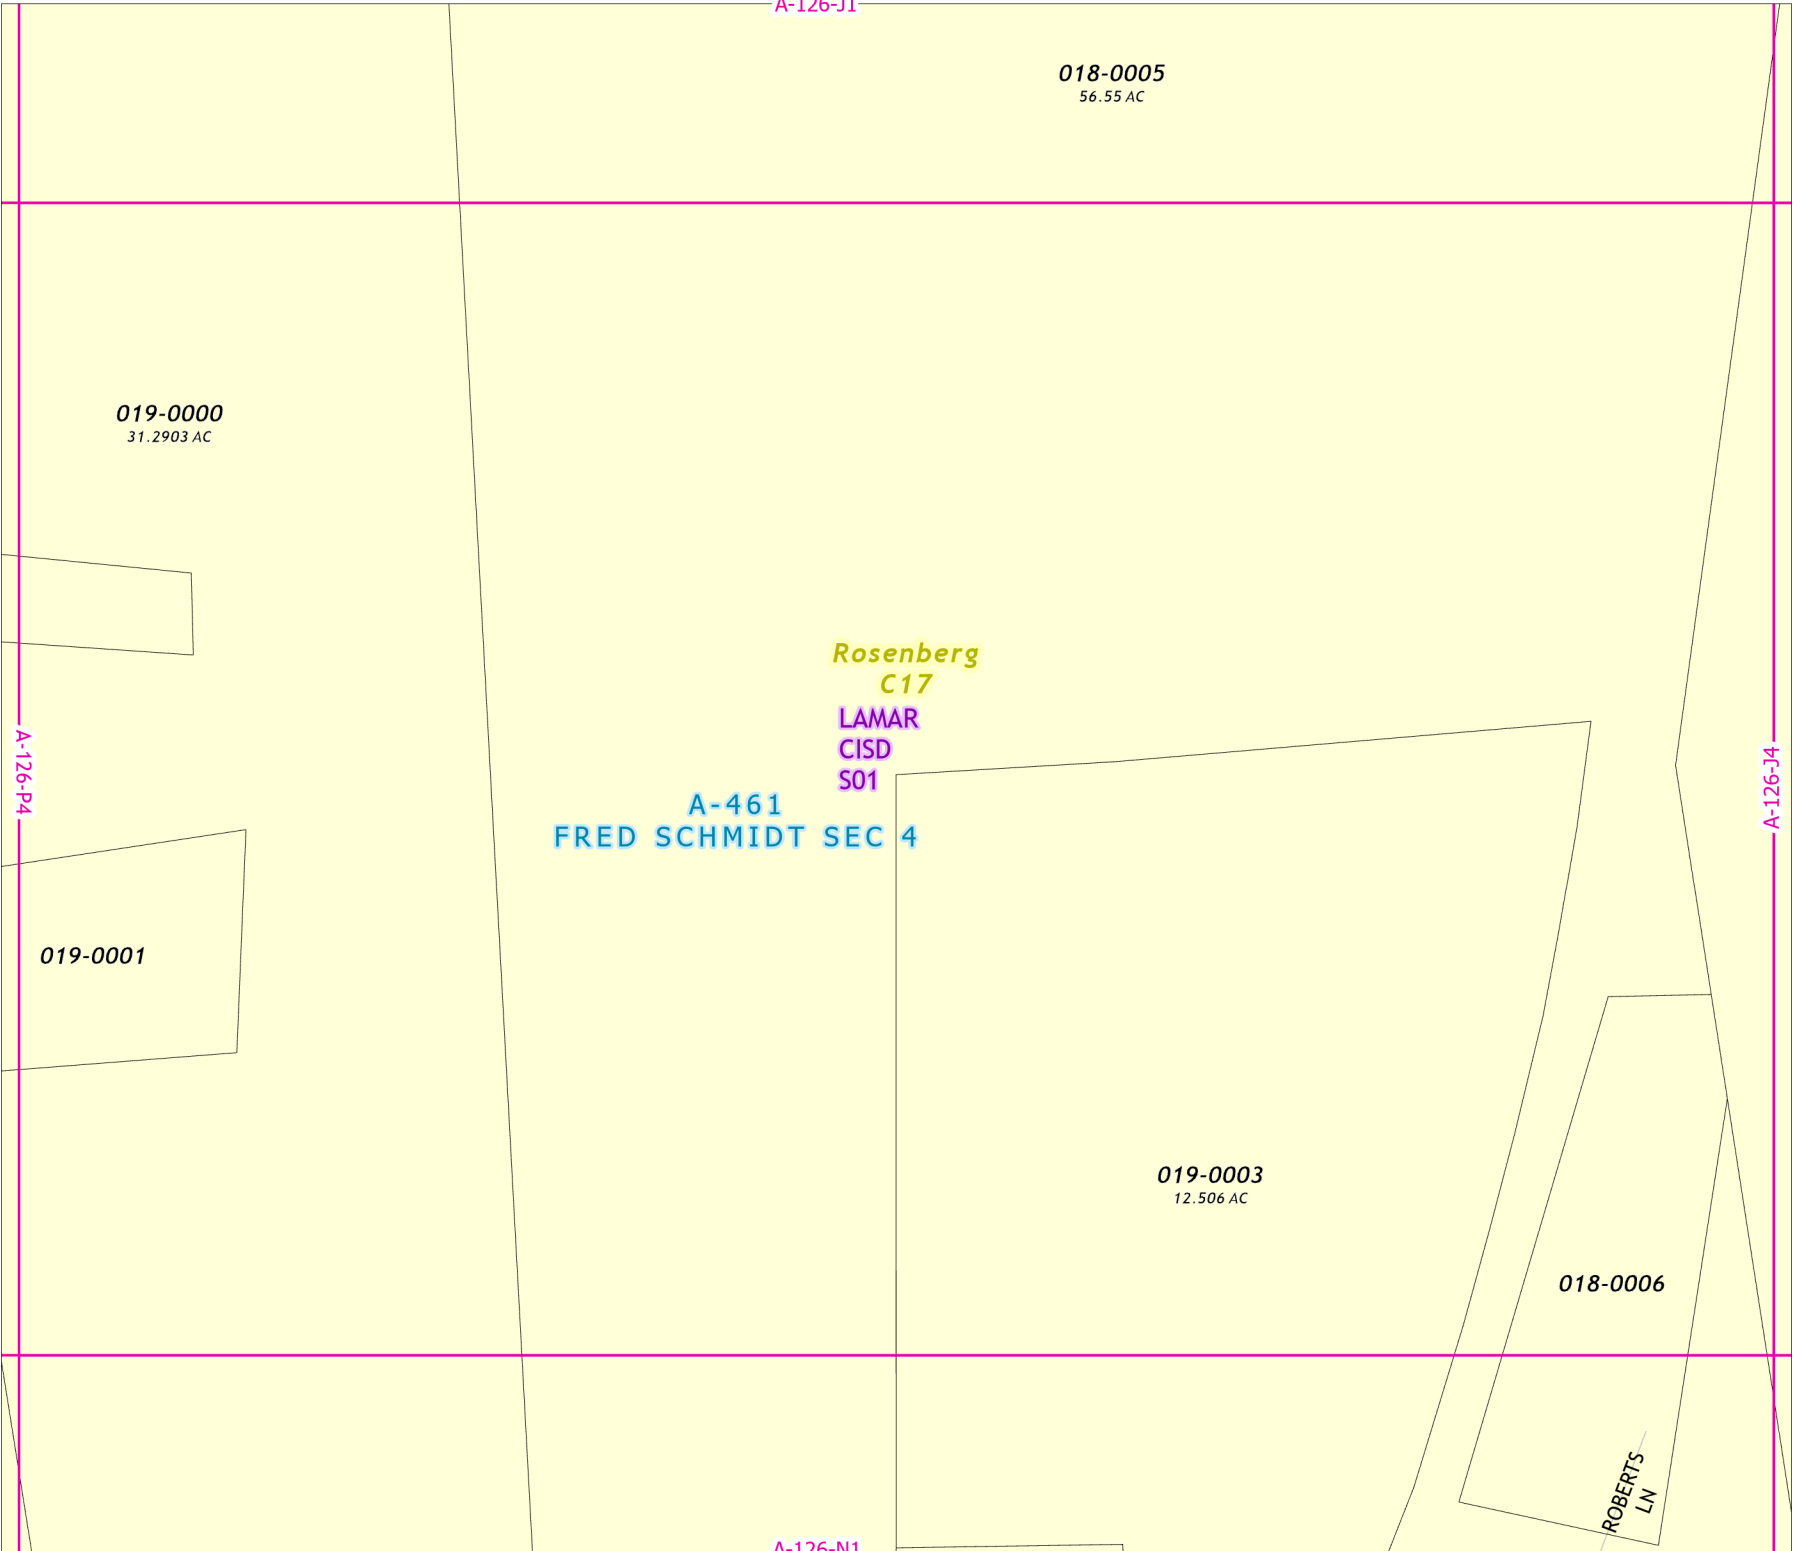 A-126-J1
018-0005
56.55 AC
019-0000
31.2903 AC
Rosenberg
C17
LAMAR
CISD
S01
A-126-P4
A-126-J4
A-461
FRED SCHMIDT SEC 4
019-0001
019-0003
12.506 AC
018-0006
ROBERTS
LN
A-126-N1